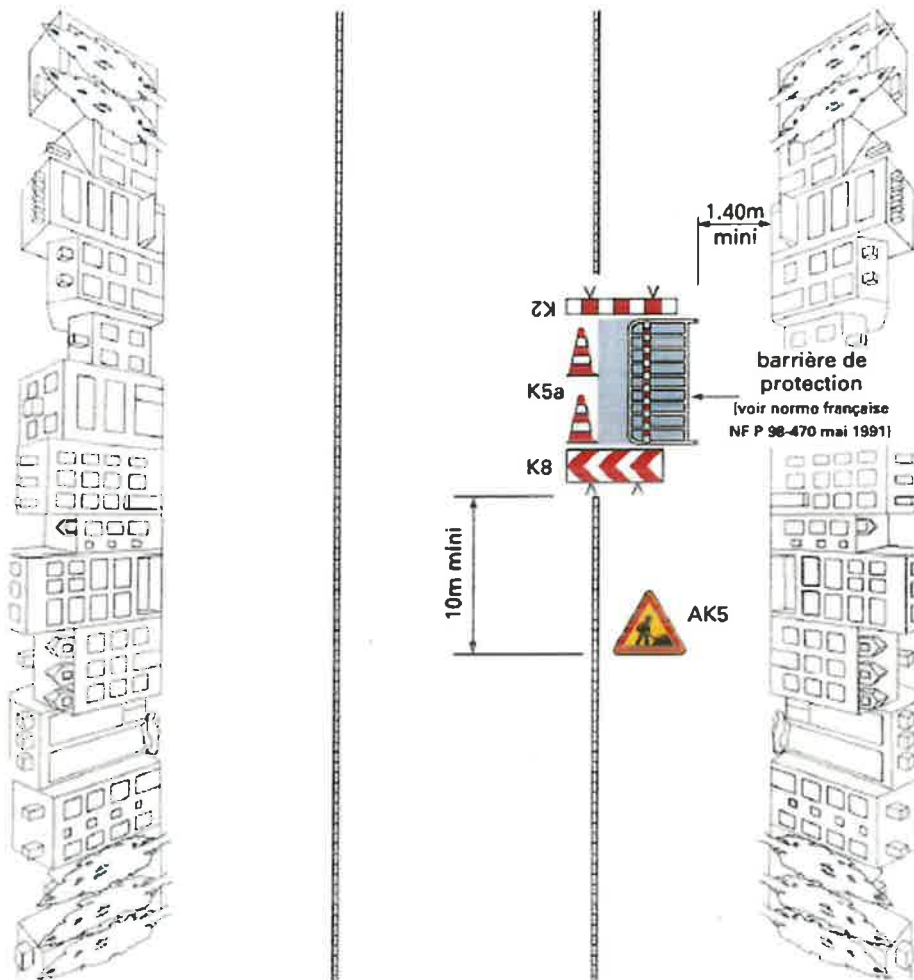 1.40m
mini
K2
K5a
barrière de
protection
(voir normo française
NF P 98-470 mai 1991)
K8
10m mini
AK5